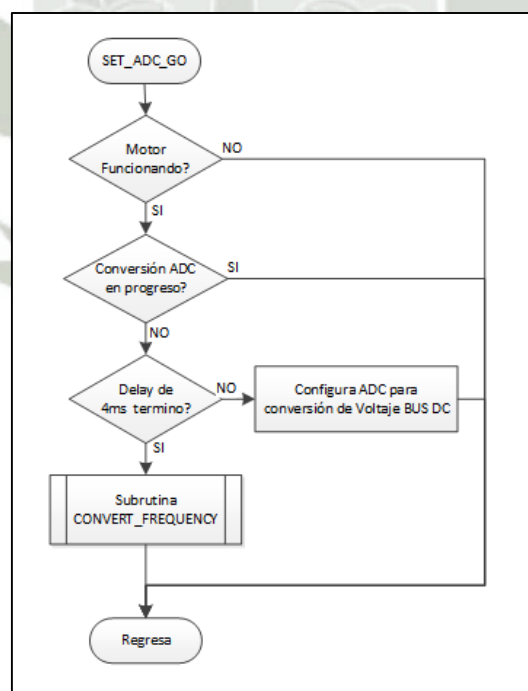 SET_ADC_GO
Motor
Funcionando?
NO
SI
Conversión ADC
en progreso?
SI
NO
Delay de
4ms termino?
NO
Configura ADC para
conversión de Voltaje BUS DC
SI
Subrutina
CONVERT_FREQUENCY
Regresa